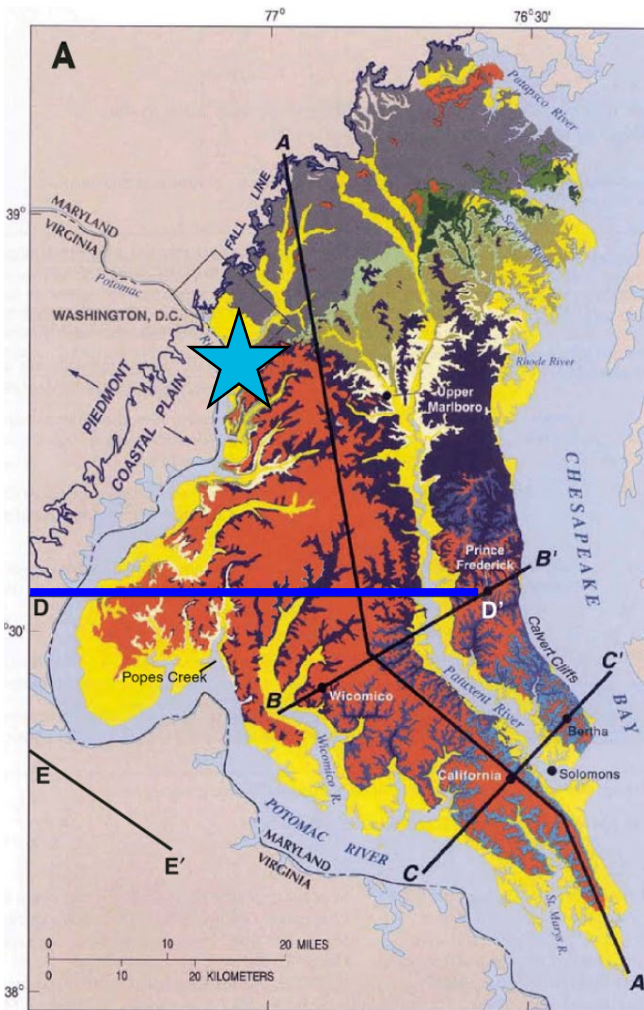 77°
76°30'
A
Patapsco River
A
39°
MARYLAND
VIRGINIA
FALL LINE
Severn River
Potomac
WASHINGTON, D.C.
Rhode River
PIEDMONT
COASTAL PLAIN
Upper
Marlboro
CHESAPEAKE
BAY
Prince
Frederick
B'
D
D'
30'
Calvert Cliffs
C'
Popes Creek
B
Wicomico
Patuxent River
Bertha
Solomons
California
E
Wicomico R.
E'
POTOMAC RIVER
MARYLAND
VIRGINIA
C
St. Marys R.
0 10 20 MILES
0 10 20 KILOMETERS
38°
A